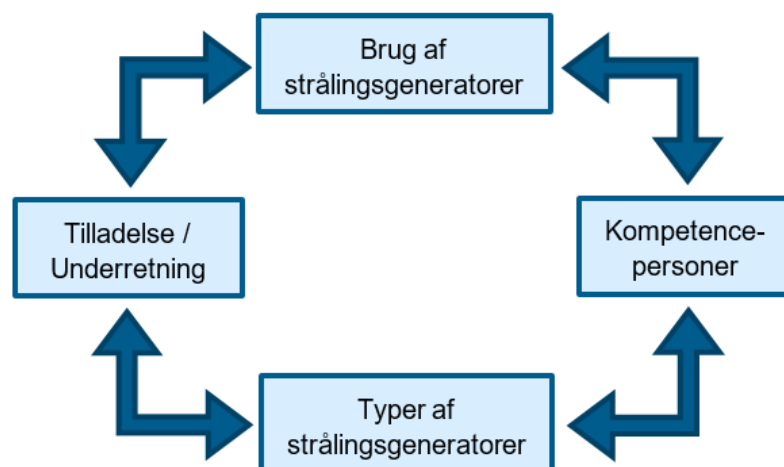 Brug af
strålingsgeneratorer
Tilladelse /
Underretning
Kompetence-
personer
Typer af
strålingsgeneratorer